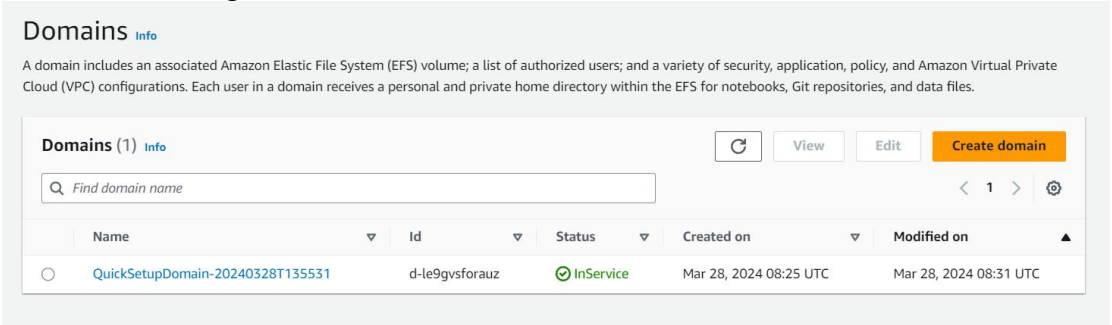 Domains Info
A domain includes an associated Amazon Elastic File System (EFS) volume; a list of authorized users; and a variety of security, application, policy, and Amazon Virtual Private
Cloud (VPC) configurations. Each user in a domain receives a personal and private home directory within the EFS for notebooks, Git repositories, and data files.
Domains (1) Info View Edit Create domain
Find domain name 1
Name Id Status Created on Modified on
QuickSetupDomain-20240328T135531 d-le9gvsforauz InService Mar 28, 2024 08:25 UTC Mar 28, 2024 08:31 UTC